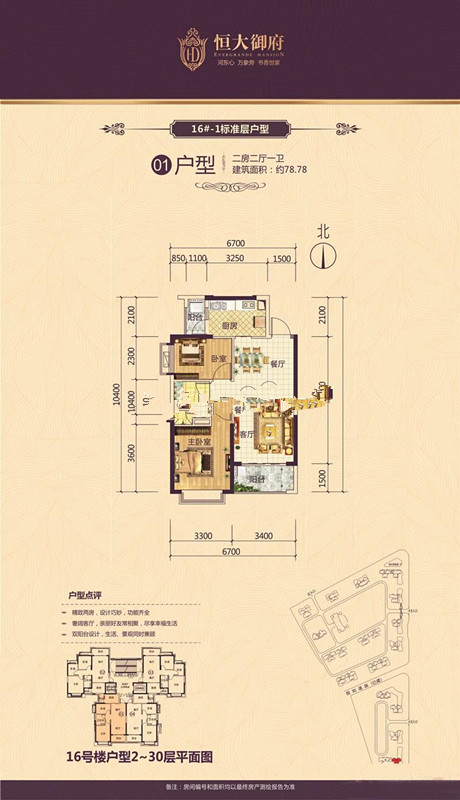 恒大御府
EVERGRANDE MANSION
河东心 万象旁 书香世家
16#-1标准层户型
01 户型
二房二厅一卫
建筑面积：约78.78
北
6700
850 1100 3250 1500
2100
2300
10400
10400
3600
2100
1500
阳台
厨房
卧室
餐厅
客厅
主卧室
阳台
3300 3400
6700
户型点评
精致两房，设计巧妙，功能齐全
奢阔客厅，亲朋好友常相聚，尽享幸福生活
双阳台设计，生活、景观同时兼顾
16号楼户型2~30层平面图
备注：房间编号和面积均以最终房产测绘报告为准